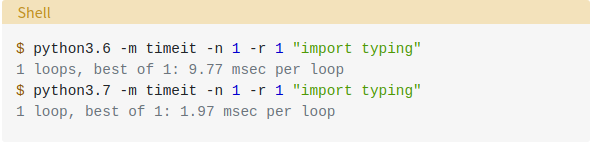 Shell
$ python3.6 -m timeit -n 1 -r 1 "import typing"
1 loops, best of 1: 9.77 msec per loop
$ python3.7 -m timeit -n 1 -r 1 "import typing"
1 loop, best of 1: 1.97 msec per loop